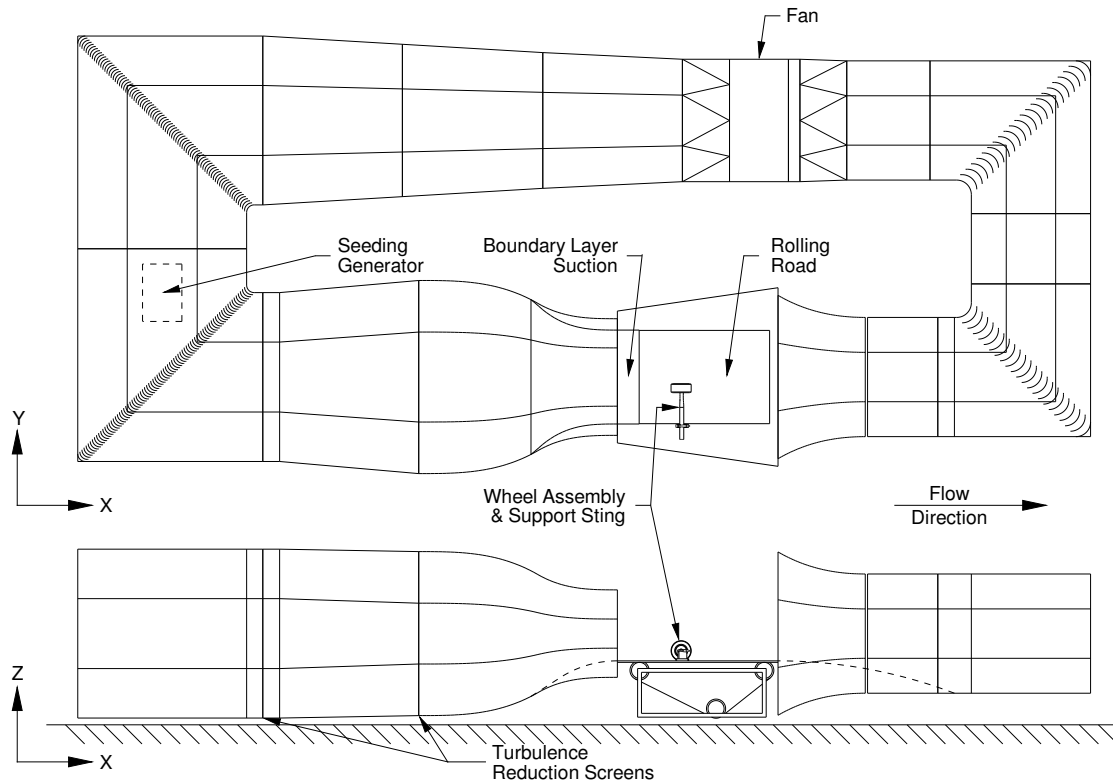 Fan
Seeding
Generator
Boundary Layer
Suction
Rolling
Road
Y
X
Wheel Assembly
& Support Sting
Flow
Direction
Z
X
Turbulence
Reduction Screens